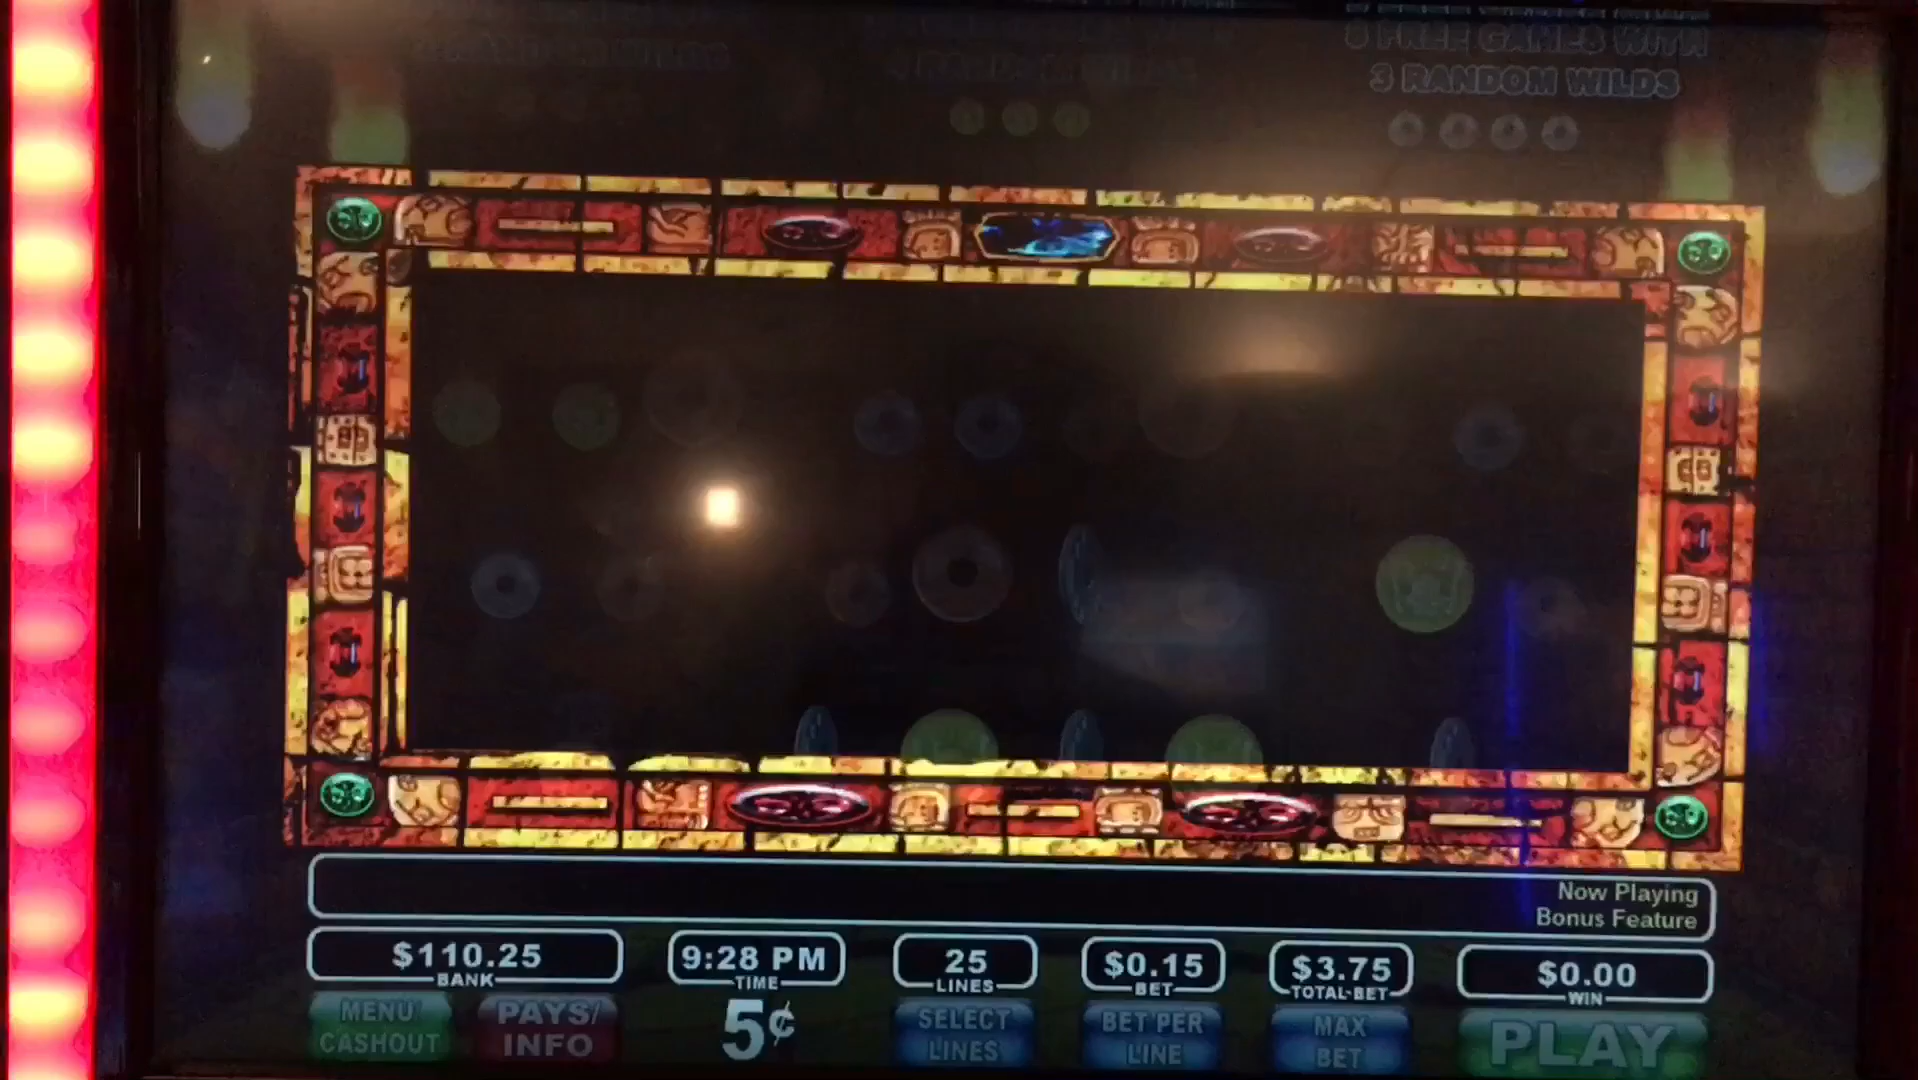 8 FREE GAMES WITH
3 RANDOM WILDS
Now Playing
Bonus Feature
$110.25
BANK
9:28 PM
TIME
25
LINES
$0.15
BET
$3.75
TOTAL-BET
$0.00
WIN
MENU/
CASHOUT
PAYS/
INFO
5¢
SELECT
LINES
BET PER
LINE
MAX
BET
PLAY